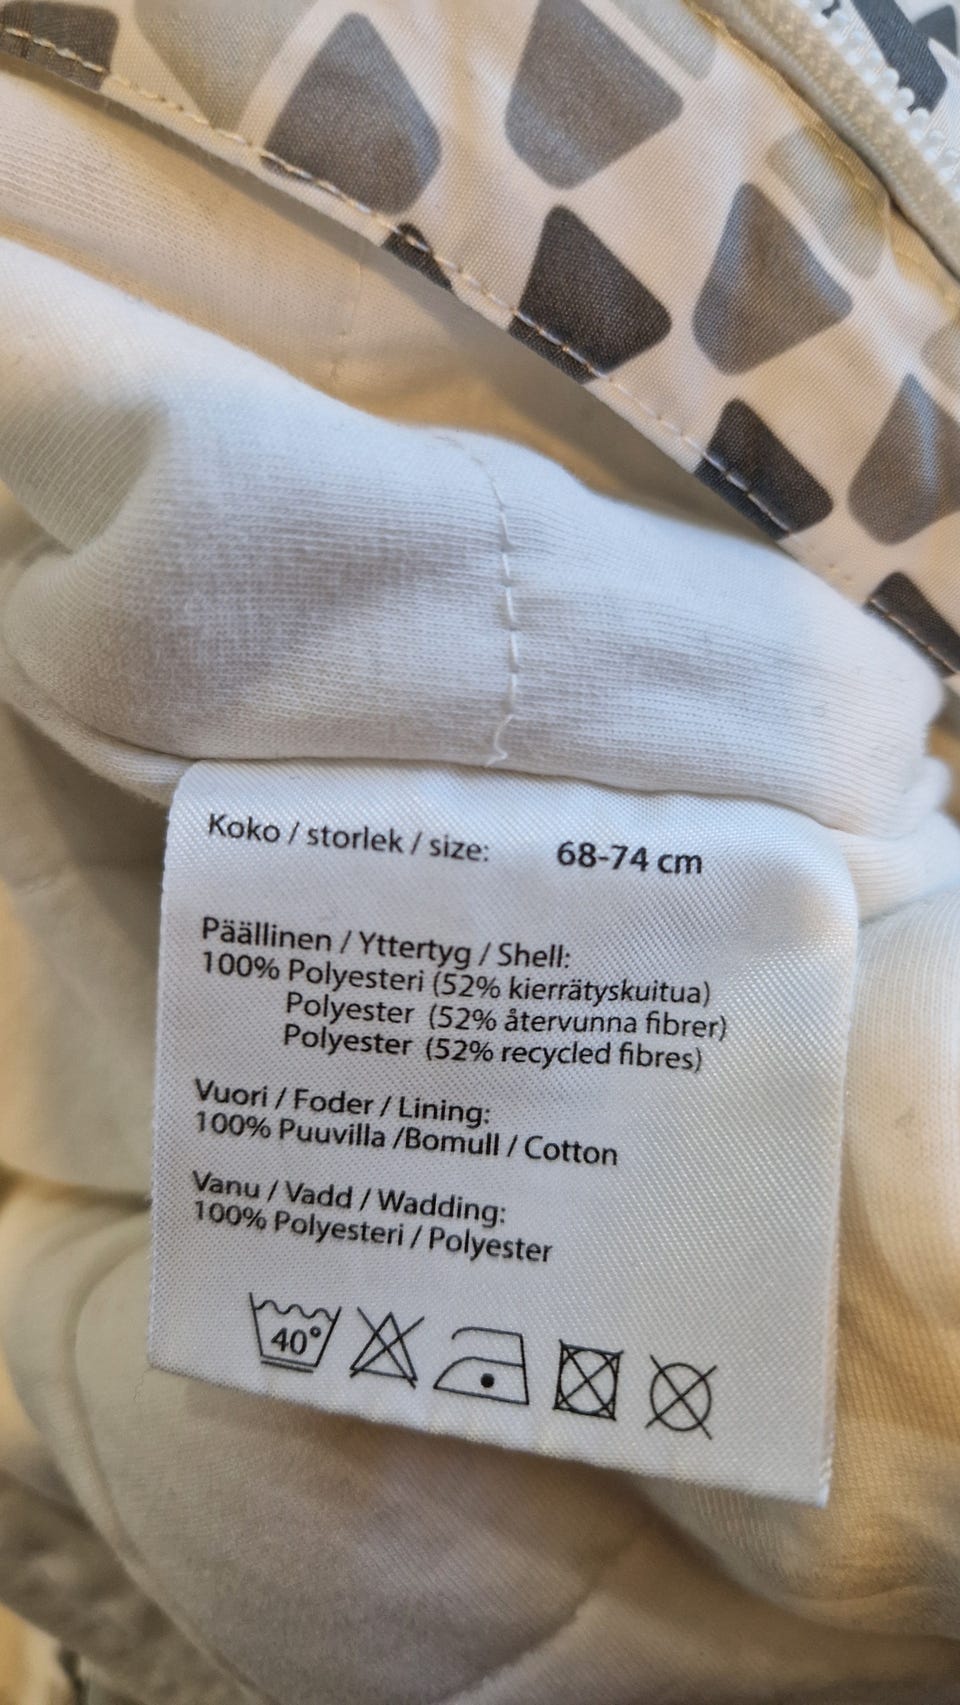 Koko / storlek / size: 68-74 cm
Päällinen / Yttertyg / Shell:
100% Polyesteri (52% kierrätyskuitua)
Polyester (52% återvunna fibrer)
Polyester (52% recycled fibres)
Vuori / Foder / Lining:
100% Puuvilla /Bomull / Cotton
Vanu / Vadd / Wadding:
100% Polyesteri / Polyester
40°